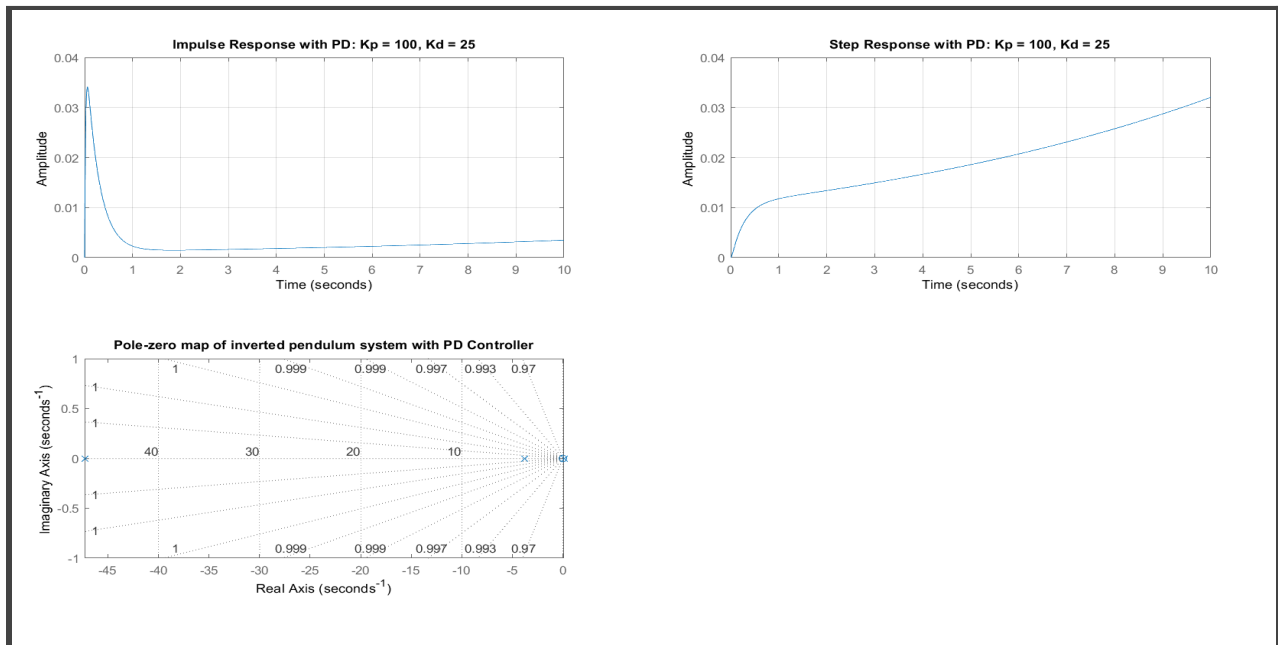 Impulse Response with PD: Kp = 100, Kd = 25
0.04
0.03
0.02
0.01
0
Amplitude
0 1 2 3 4 5 6 7 8 9 10
Time (seconds)
Step Response with PD: Kp = 100, Kd = 25
0.04
0.03
0.02
0.01
0
Amplitude
0 1 2 3 4 5 6 7 8 9 10
Time (seconds)
Pole-zero map of inverted pendulum system with PD Controller
1
0.5
0
-0.5
-1
Imaginary Axis (seconds⁻¹)
1 0.999 0.999 0.997 0.993 0.97
1
1
40 30 20 10
1
1
1 0.999 0.999 0.997 0.993 0.97
-45 -40 -35 -30 -25 -20 -15 -10 -5 0
Real Axis (seconds⁻¹)